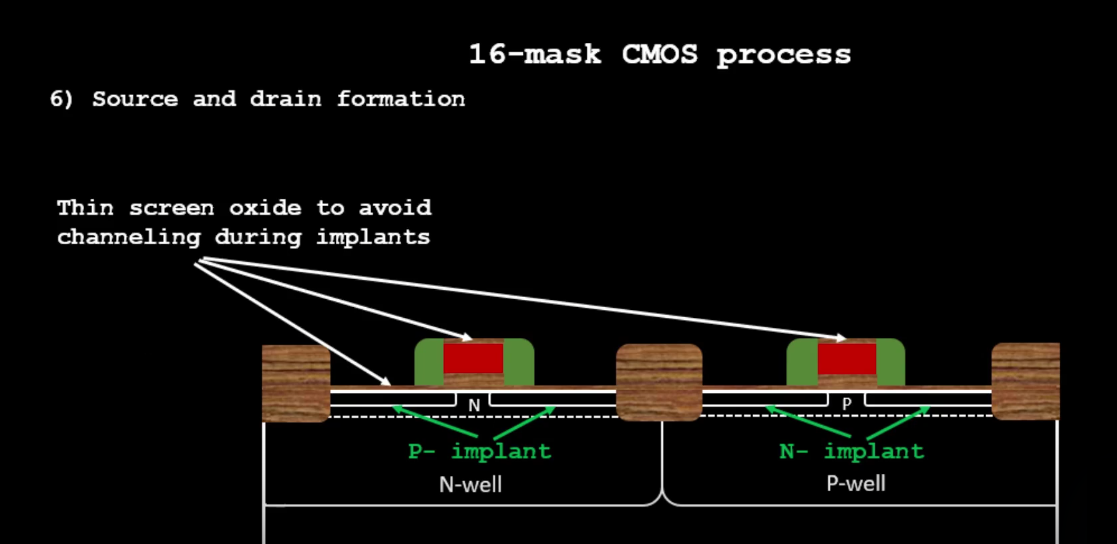 16-mask CMOS process
6) Source and drain formation
Thin screen oxide to avoid
channeling during implants
N
P
P- implant
N- implant
N-well
P-well